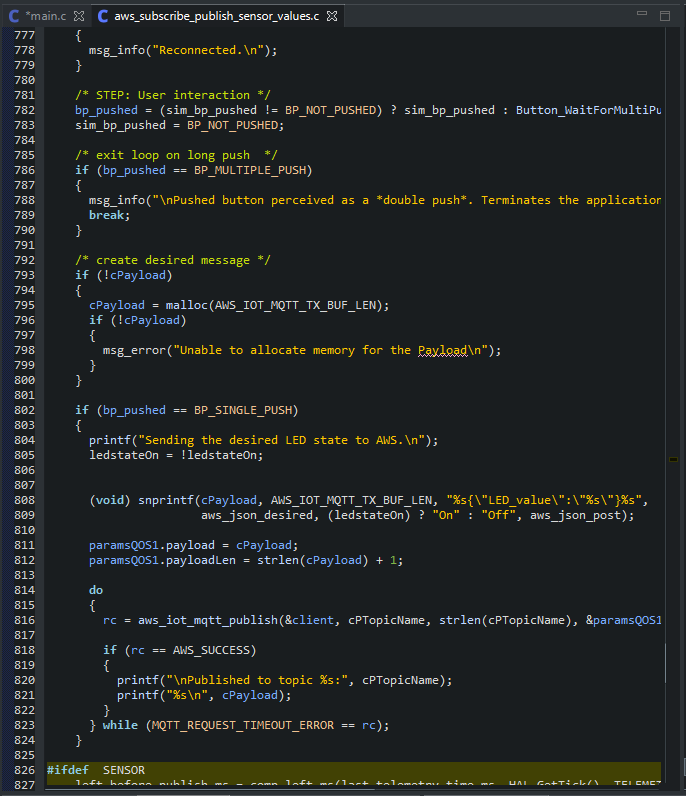 *main.c
aws_subscribe_publish_sensor_values.c
777 {
778 msg_info("Reconnected.\n");
779 }
780
781 /* STEP: User interaction */
782 bp_pushed = (sim_bp_pushed != BP_NOT_PUSHED) ? sim_bp_pushed : Button_WaitForMultiPu
783 sim_bp_pushed = BP_NOT_PUSHED;
784
785 /* exit loop on long push  */
786 if (bp_pushed == BP_MULTIPLE_PUSH)
787 {
788 msg_info("\nPushed button perceived as a *double push*. Terminates the application
789 break;
790 }
791
792 /* create desired message */
793 if (!cPayload)
794 {
795 cPayload = malloc(AWS_IOT_MQTT_TX_BUF_LEN);
796 if (!cPayload)
797 {
798 msg_error("Unable to allocate memory for the Payload\n");
799 }
800 }
801
802 if (bp_pushed == BP_SINGLE_PUSH)
803 {
804 printf("Sending the desired LED state to AWS.\n");
805 ledstateOn = !ledstateOn;
806
807
808 (void) snprintf(cPayload, AWS_IOT_MQTT_TX_BUF_LEN, "%s{\"LED_value\":\"%s\"}%s",
809 aws_json_desired, (ledstateOn) ? "On" : "Off", aws_json_post);
810
811 paramsQOS1.payload = cPayload;
812 paramsQOS1.payloadLen = strlen(cPayload) + 1;
813
814 do
815 {
816 rc = aws_iot_mqtt_publish(&client, cPTopicName, strlen(cPTopicName), &paramsQOS1
817
818 if (rc == AWS_SUCCESS)
819 {
820 printf("\nPublished to topic %s:", cPTopicName);
821 printf("%s\n", cPayload);
822 }
823 } while (MQTT_REQUEST_TIMEOUT_ERROR == rc);
824 }
825
826 #ifdef  SENSOR
827 left_before_publish_ms = comp_left_ms(last_telemetry_time_ms, HAL_GetTick(), TELEMET